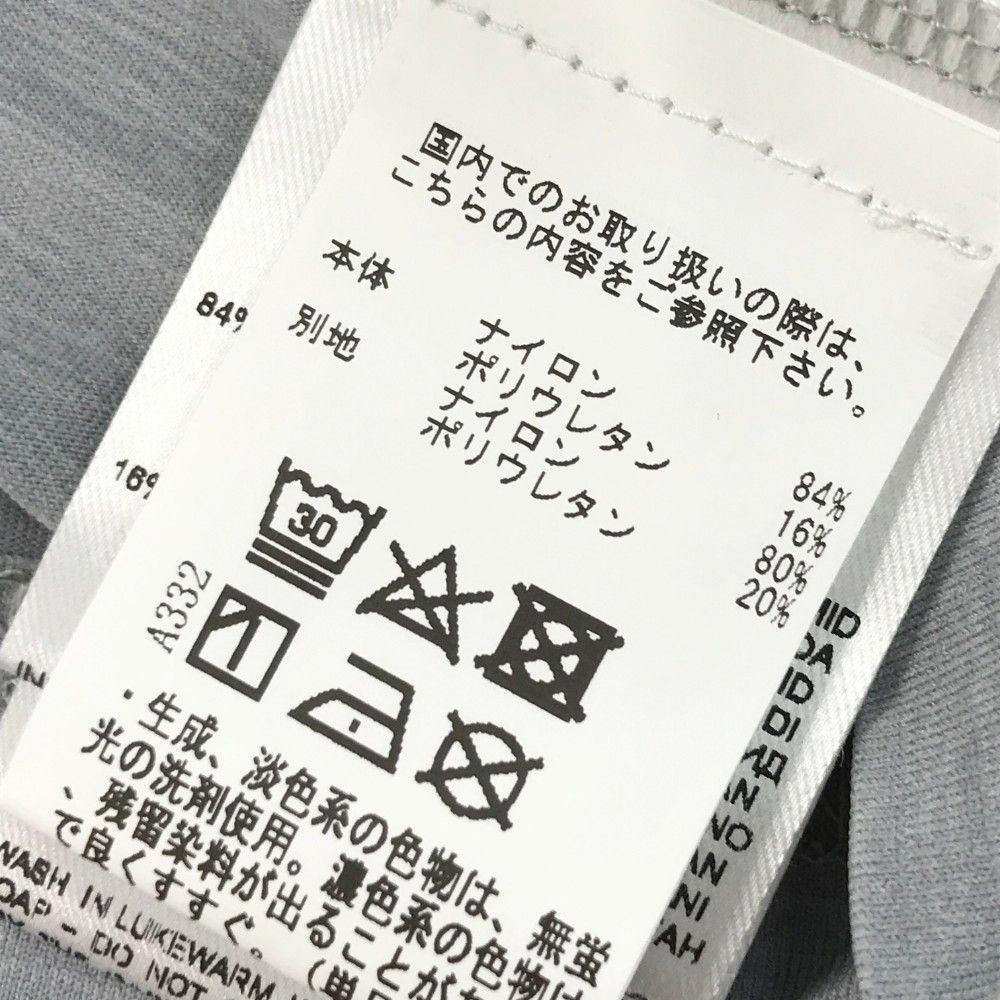 国内でのお取り扱いの際は、
こちらの内容をご参照下さい。
本体 ナイロン 84%
ポリウレタン 16%
別地 ナイロン 80%
ポリウレタン 20%
84%
16%
30
A332
・生成、淡色系の色物は、無蛍
光の洗剤使用。濃色系の色物は
、残留染料が出ることが
で良くすすぐ。(単
WASH IN LUKEWARM
DO NOT